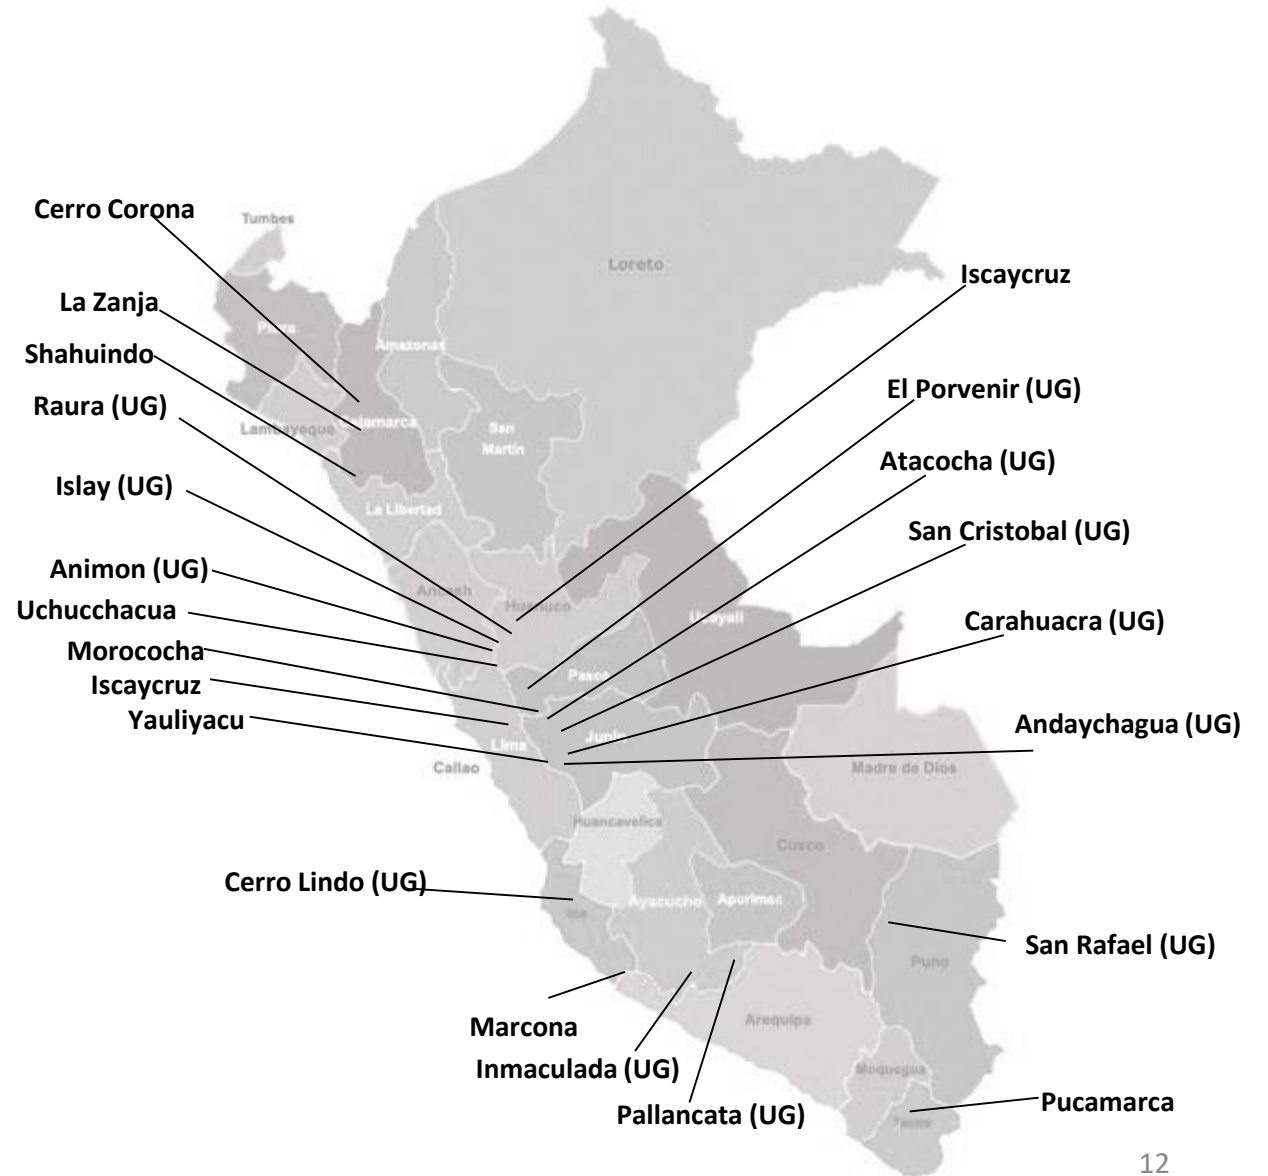 Cerro Corona
Tumbes
Loreto
Iscaycruz
La Zanja
Piura
Amazonas
Shahuindo
El Porvenir (UG)
Raura (UG)
Lambayeque
Cajamarca
San
Martín
Atacocha (UG)
Islay (UG)
La Libertad
San Cristobal (UG)
Animon (UG)
Ancash
Huanuco
Uchucchacua
Ucayali
Carahuacra (UG)
Morococha
Pasco
Iscaycruz
Yauliyacu
Lima
Junín
Andaychagua (UG)
Callao
Madre de Dios
Huancavelica
Cusco
Cerro Lindo (UG)
Ica
Ayacucho
Apurimac
San Rafael (UG)
Puno
Marcona
Arequipa
Inmaculada (UG)
Moquegua
Pallancata (UG)
Pucamarca
Tacna
12